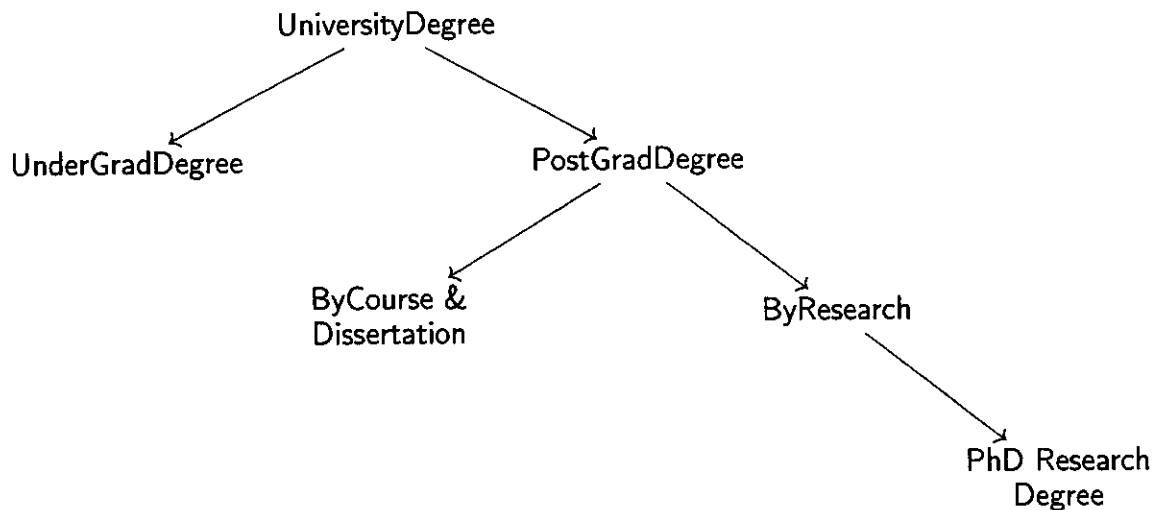 UniversityDegree
UnderGradDegree
PostGradDegree
ByCourse &
Dissertation
ByResearch
PhD Research
Degree